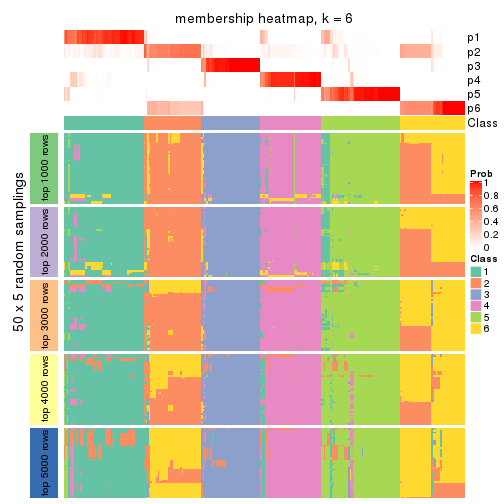 membership heatmap, k = 6
p1
p2
p3
p4
p5
p6
Class
50 x 5 random samplings
top 1000 rows
top 2000 rows
top 3000 rows
top 4000 rows
top 5000 rows
Prob
1
0.8
0.6
0.4
0.2
0
Class
1
2
3
4
5
6